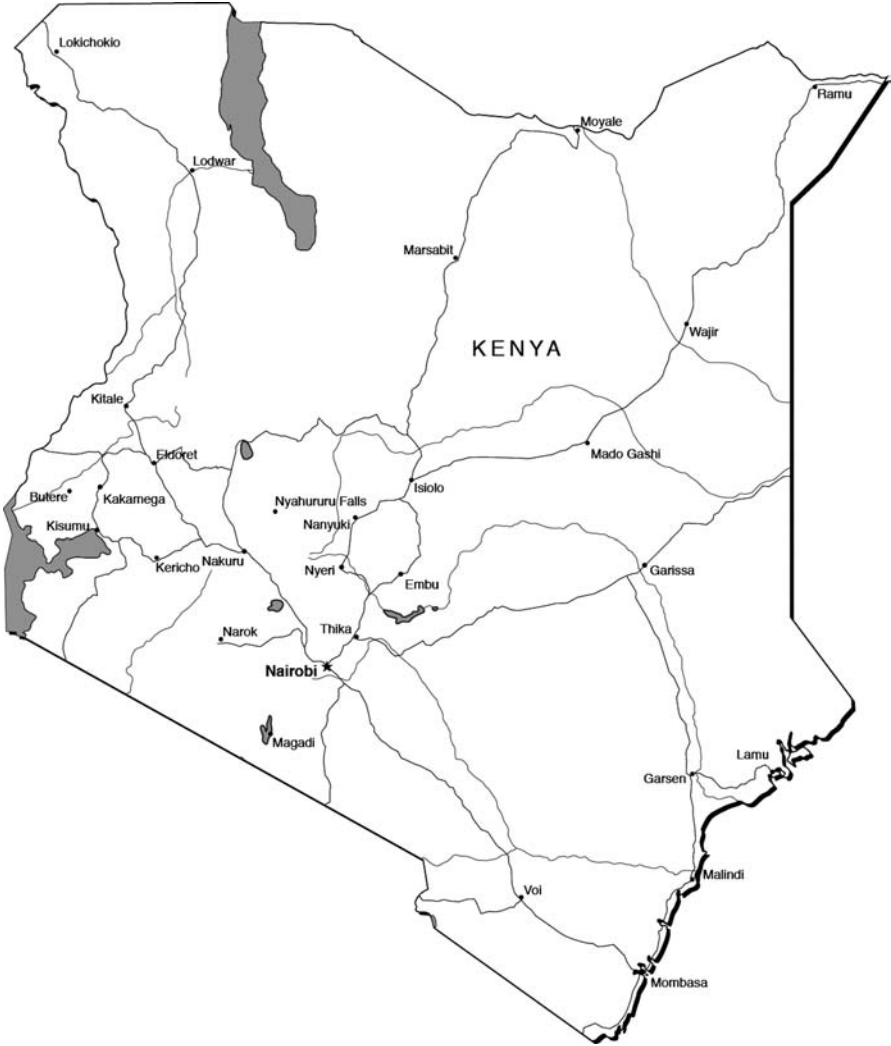 Lokichokio
Ramu
Moyale
Lodwar
Marsabit
Wajir
KENYA
Kitale
Mado Gashi
Eldoret
Isiolo
Butere
Kakamega
Nyahururu Falls
Nanyuki
Kisumu
Kericho
Nakuru
Nyeri
Embu
Garissa
Narok
Thika
Nairobi
Magadi
Lamu
Garsen
Malindi
Voi
Mombasa